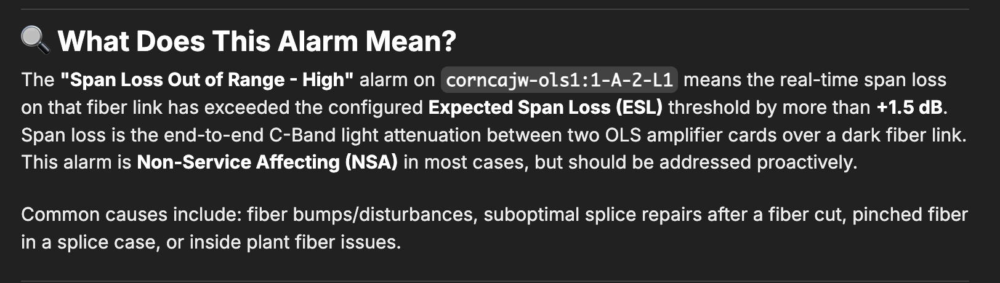 🔍 What Does This Alarm Mean?
The "Span Loss Out of Range - High" alarm on corncajw-ols1:1-A-2-L1 means the real-time span loss
on that fiber link has exceeded the configured Expected Span Loss (ESL) threshold by more than +1.5 dB.
Span loss is the end-to-end C-Band light attenuation between two OLS amplifier cards over a dark fiber link.
This alarm is Non-Service Affecting (NSA) in most cases, but should be addressed proactively.
Common causes include: fiber bumps/disturbances, suboptimal splice repairs after a fiber cut, pinched fiber
in a splice case, or inside plant fiber issues.